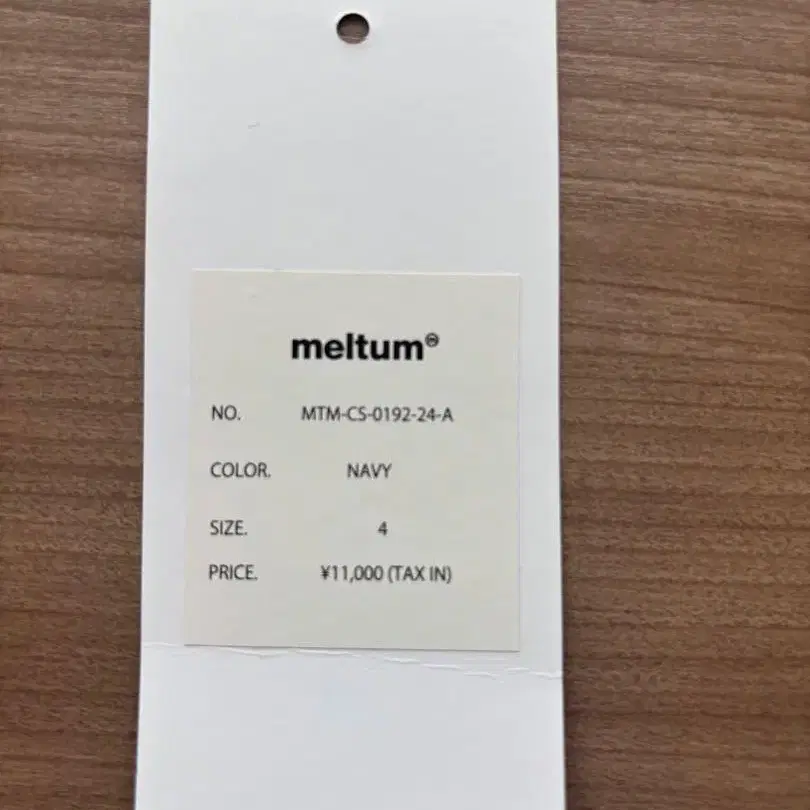 meltum®
NO. MTM-CS-0192-24-A
COLOR. NAVY
SIZE. 4
PRICE. ¥11,000 (TAX IN)